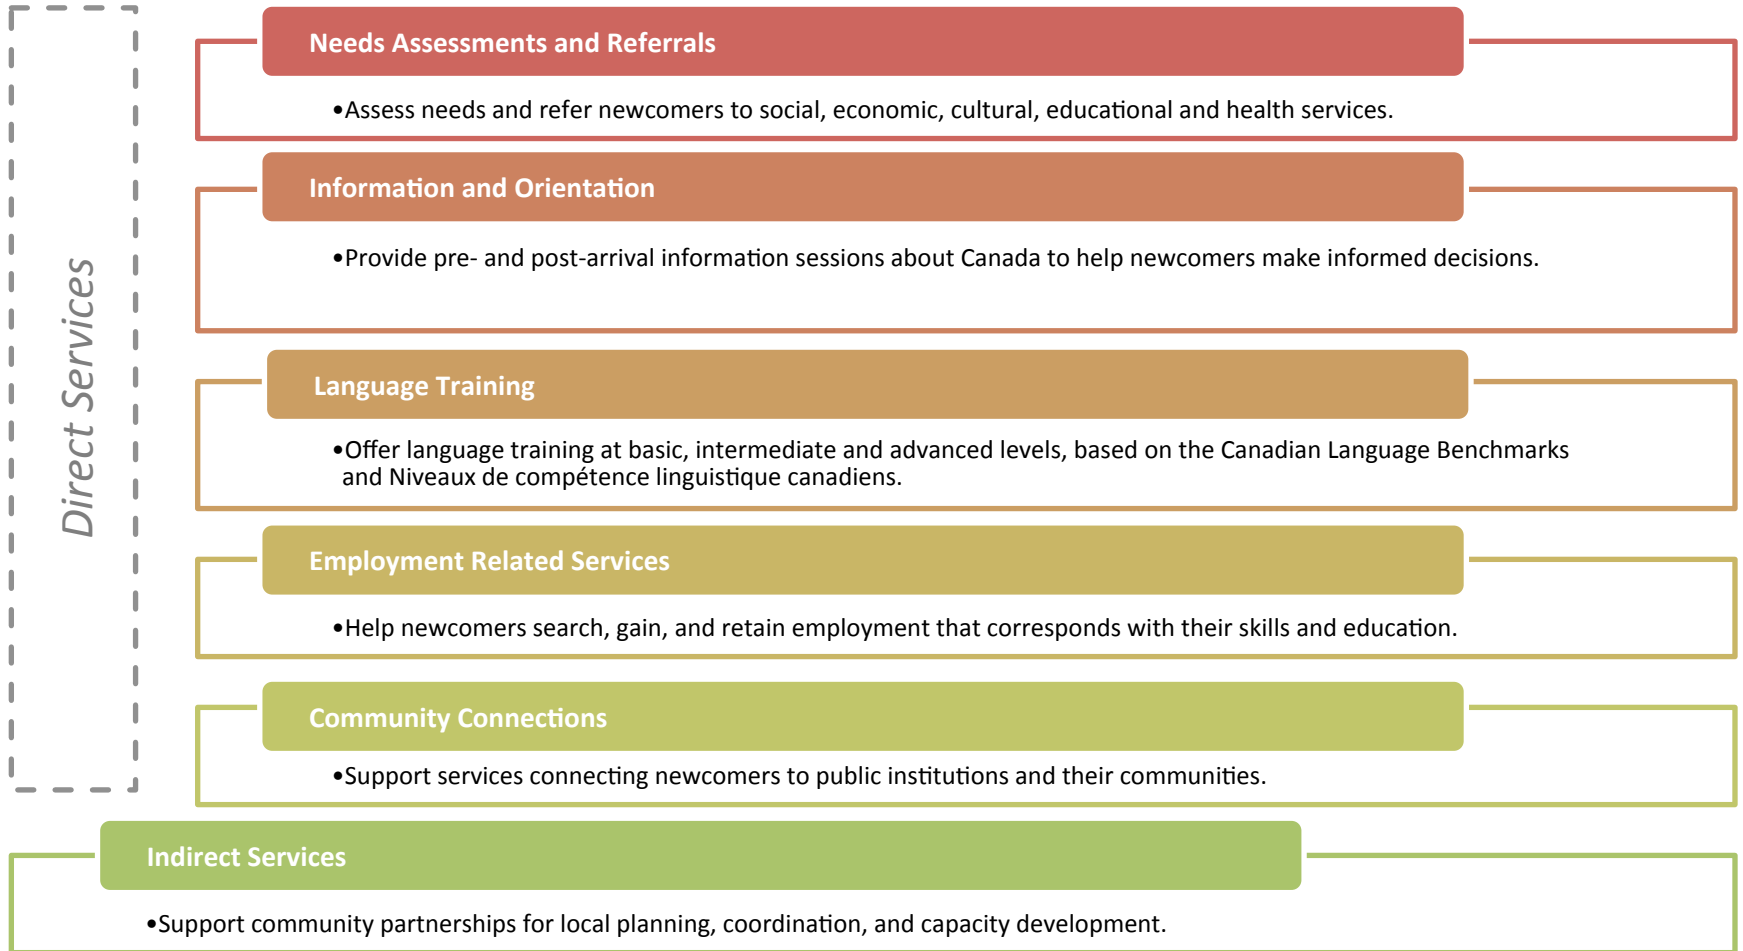 Direct Services
Needs Assessments and Referrals
•Assess needs and refer newcomers to social, economic, cultural, educational and health services.
Information and Orientation
•Provide pre- and post-arrival information sessions about Canada to help newcomers make informed decisions.
Language Training
•Offer language training at basic, intermediate and advanced levels, based on the Canadian Language Benchmarks
and Niveaux de compétence linguistique canadiens.
Employment Related Services
•Help newcomers search, gain, and retain employment that corresponds with their skills and education.
Community Connections
•Support services connecting newcomers to public institutions and their communities.
Indirect Services
•Support community partnerships for local planning, coordination, and capacity development.